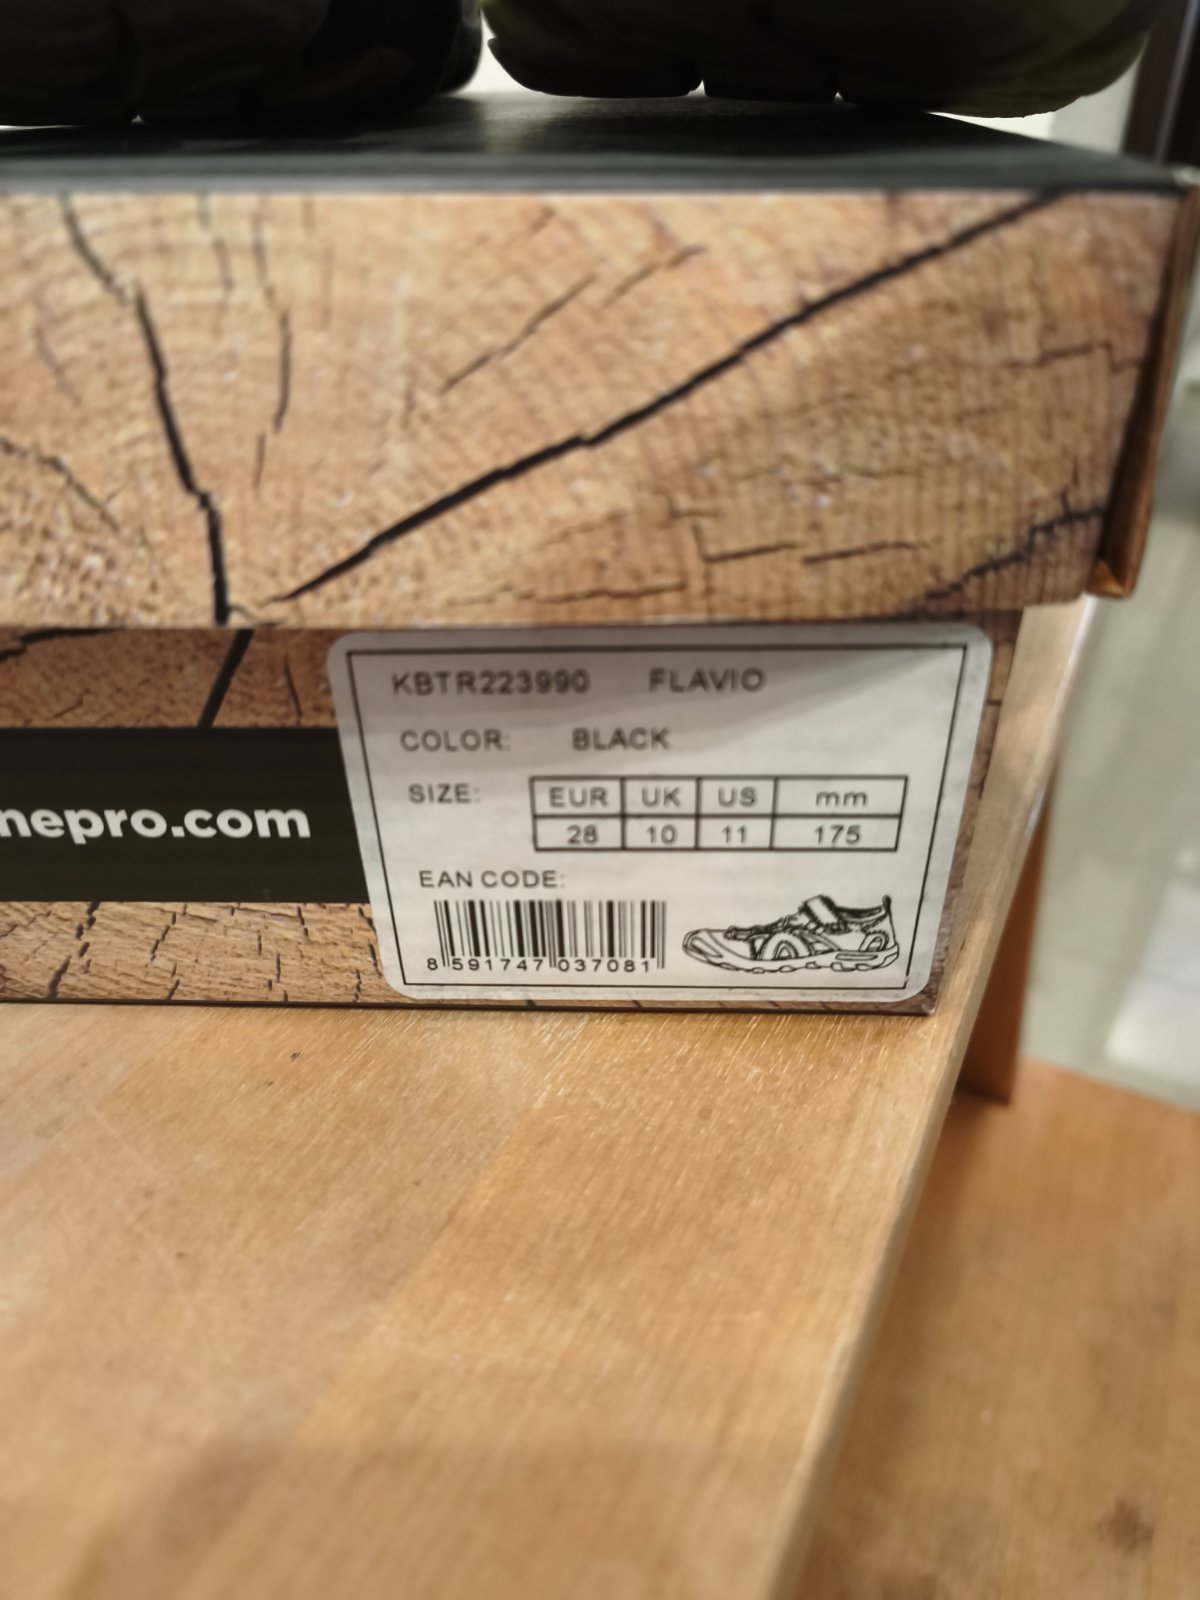 KBTR223990 FLAVIO
COLOR: BLACK
SIZE: EUR UK US mm
28 10 11 175
nepro.com
EAN CODE:
8 591747 037081